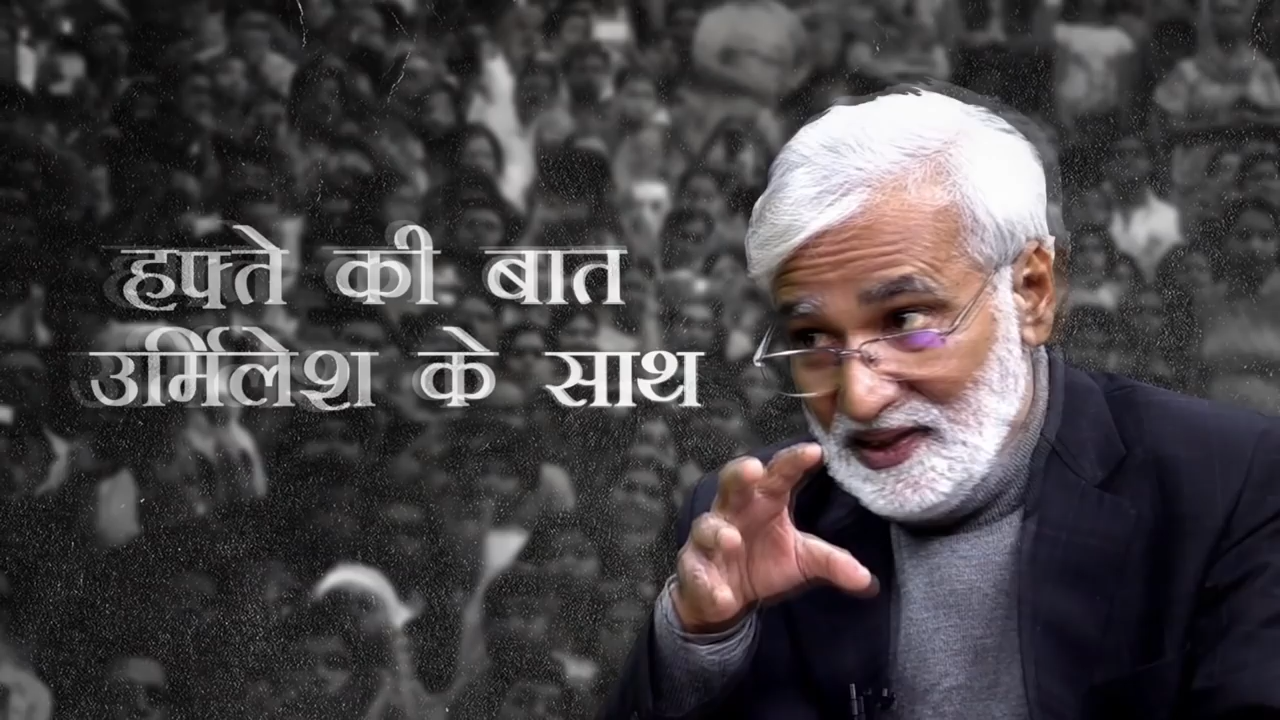 हफ्ते की बात
उर्मिलेश के साथ